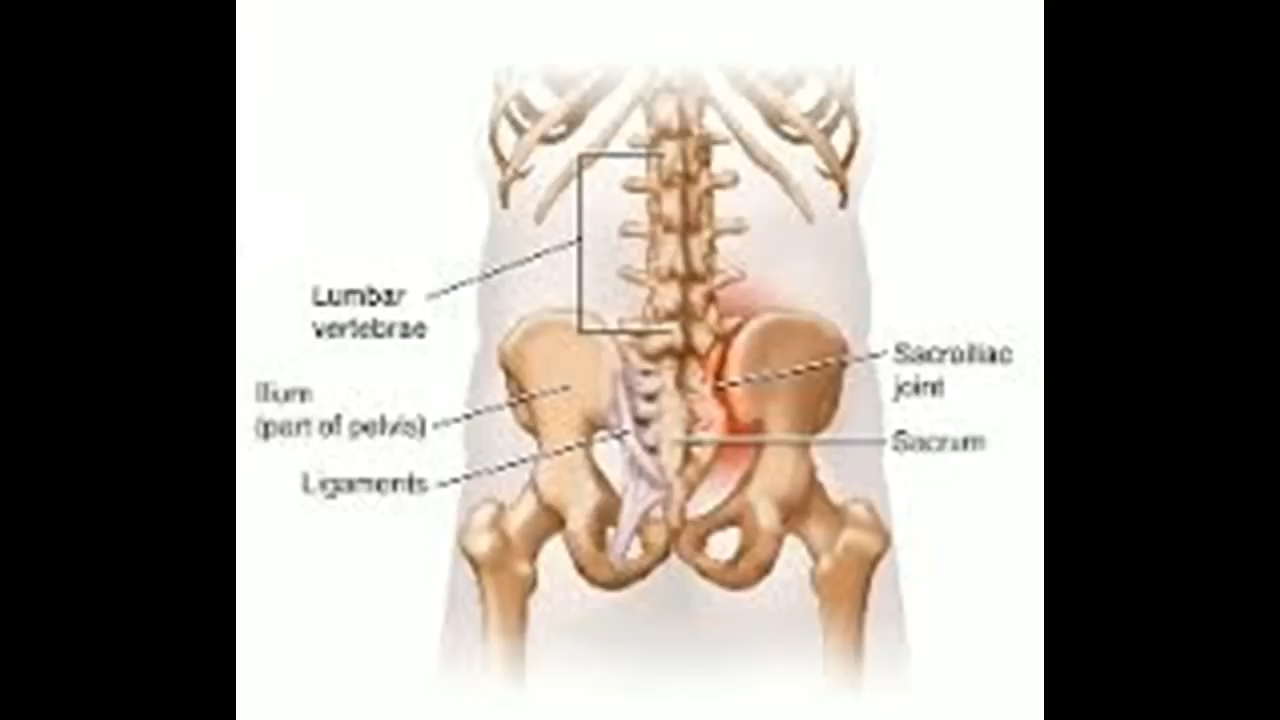 Lumbar
vertebrae
Ilium
(part of pelvis)
Ligaments
Sacroiliac
joint
Sacrum